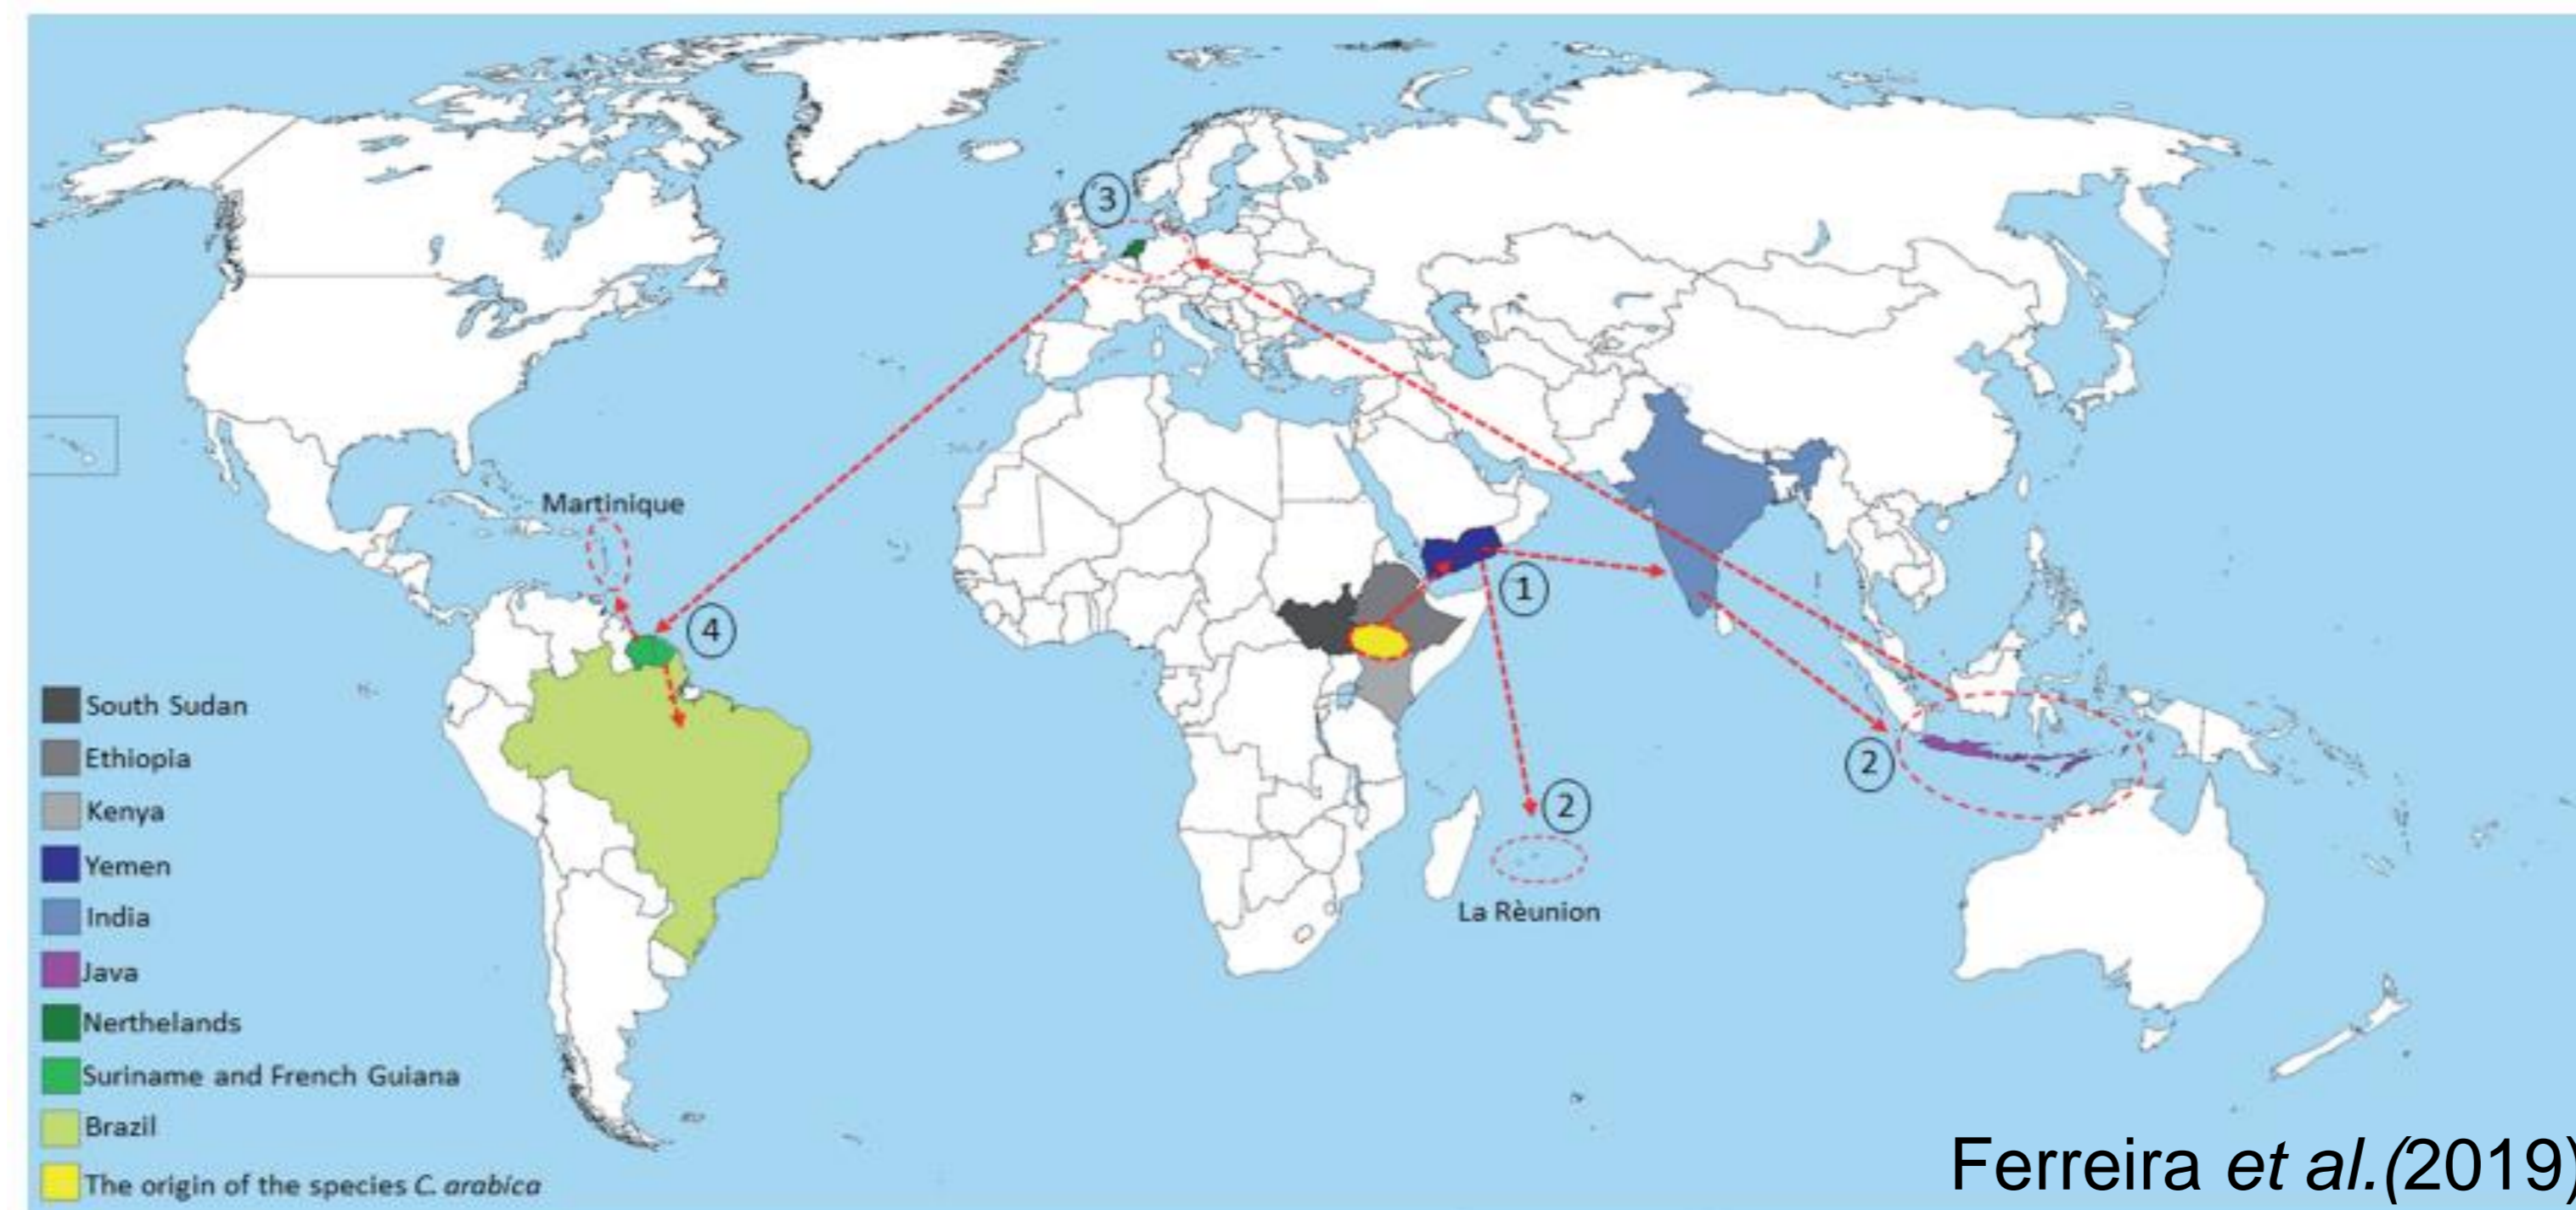 3
Martinique
1
4
2
2
La Rèunion
South Sudan
Ethiopia
Kenya
Yemen
India
Java
Nerthelands
Suriname and French Guiana
Brazil
The origin of the species C. arabica
Ferreira et al.(2019)